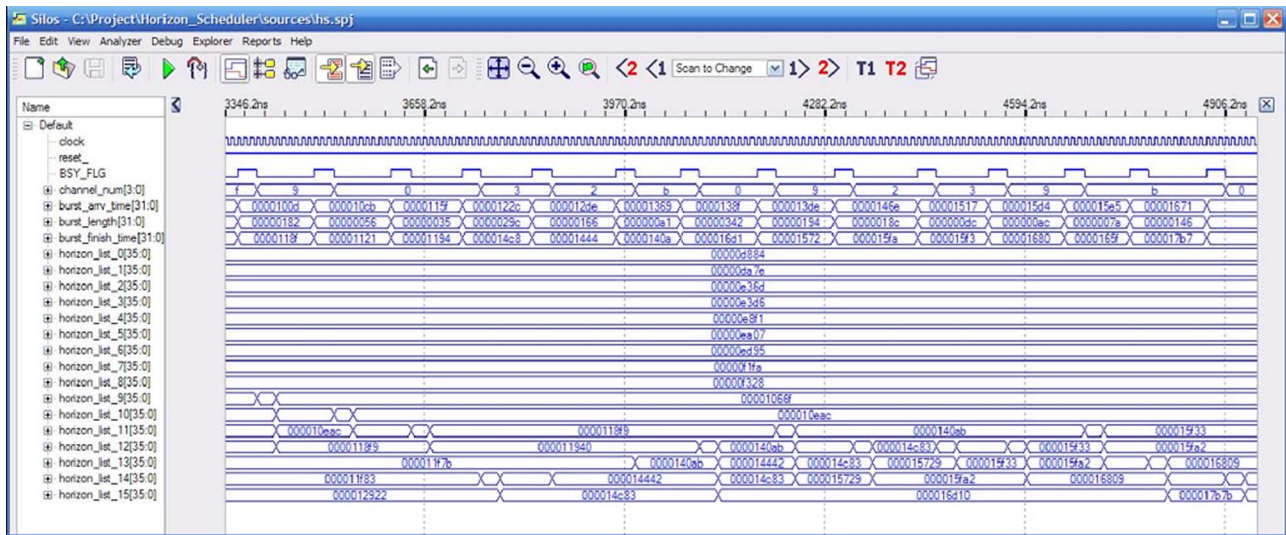 Silos - C:\Project\Horizon_Scheduler\sources\hs.spj
File Edit View Analyzer Debug Explorer Reports Help
2 1 Scan to Change 1 2 T1 T2
Name 3346.2ns 3658.2ns 3970.2ns 4282.2ns 4594.2ns 4906.2ns
Default
clock
reset_
BSY_FLG
channel_num[3:0] f 9 0 3 2 b 0 9 2 3 9 b 0
burst_arrv_time[31:0] 0000100d 000010cb 0000115f 0000122c 000012de 00001369 0000138f 000013de 0000146e 00001517 000015d4 000015e5 00001671
burst_length[31:0] 00000182 00000056 00000035 0000029c 00000166 000000a1 00000342 00000194 0000018c 000000dc 000000ac 0000007a 00000146
burst_finish_time[31:0] 0000118f 00001121 00001194 000014c8 00001444 0000140a 000016d1 00001572 000015fa 000015f3 00001680 0000165f 000017b7
horizon_list_0[35:0] 00000d884
horizon_list_1[35:0] 00000da7e
horizon_list_2[35:0] 00000e36d
horizon_list_3[35:0] 00000e3d6
horizon_list_4[35:0] 00000e8f1
horizon_list_5[35:0] 00000ea07
horizon_list_6[35:0] 00000ed95
horizon_list_7[35:0] 00000f1fa
horizon_list_8[35:0] 00000f328
horizon_list_9[35:0] 00001068f
horizon_list_10[35:0] 000010eac
horizon_list_11[35:0] 000010eac 0000118f9 0000140ab 000015f33
horizon_list_12[35:0] 0000118f9 000011940 0000140ab 000014c83 000015f33 000015fa2
horizon_list_13[35:0] 000011f7b 0000140ab 000014442 000014c83 000015729 000015f33 000015fa2 000016809
horizon_list_14[35:0] 000011f83 000014442 000014c83 000015729 000015fa2 000016809
horizon_list_15[35:0] 000012922 000014c83 000016d10 000017b7b